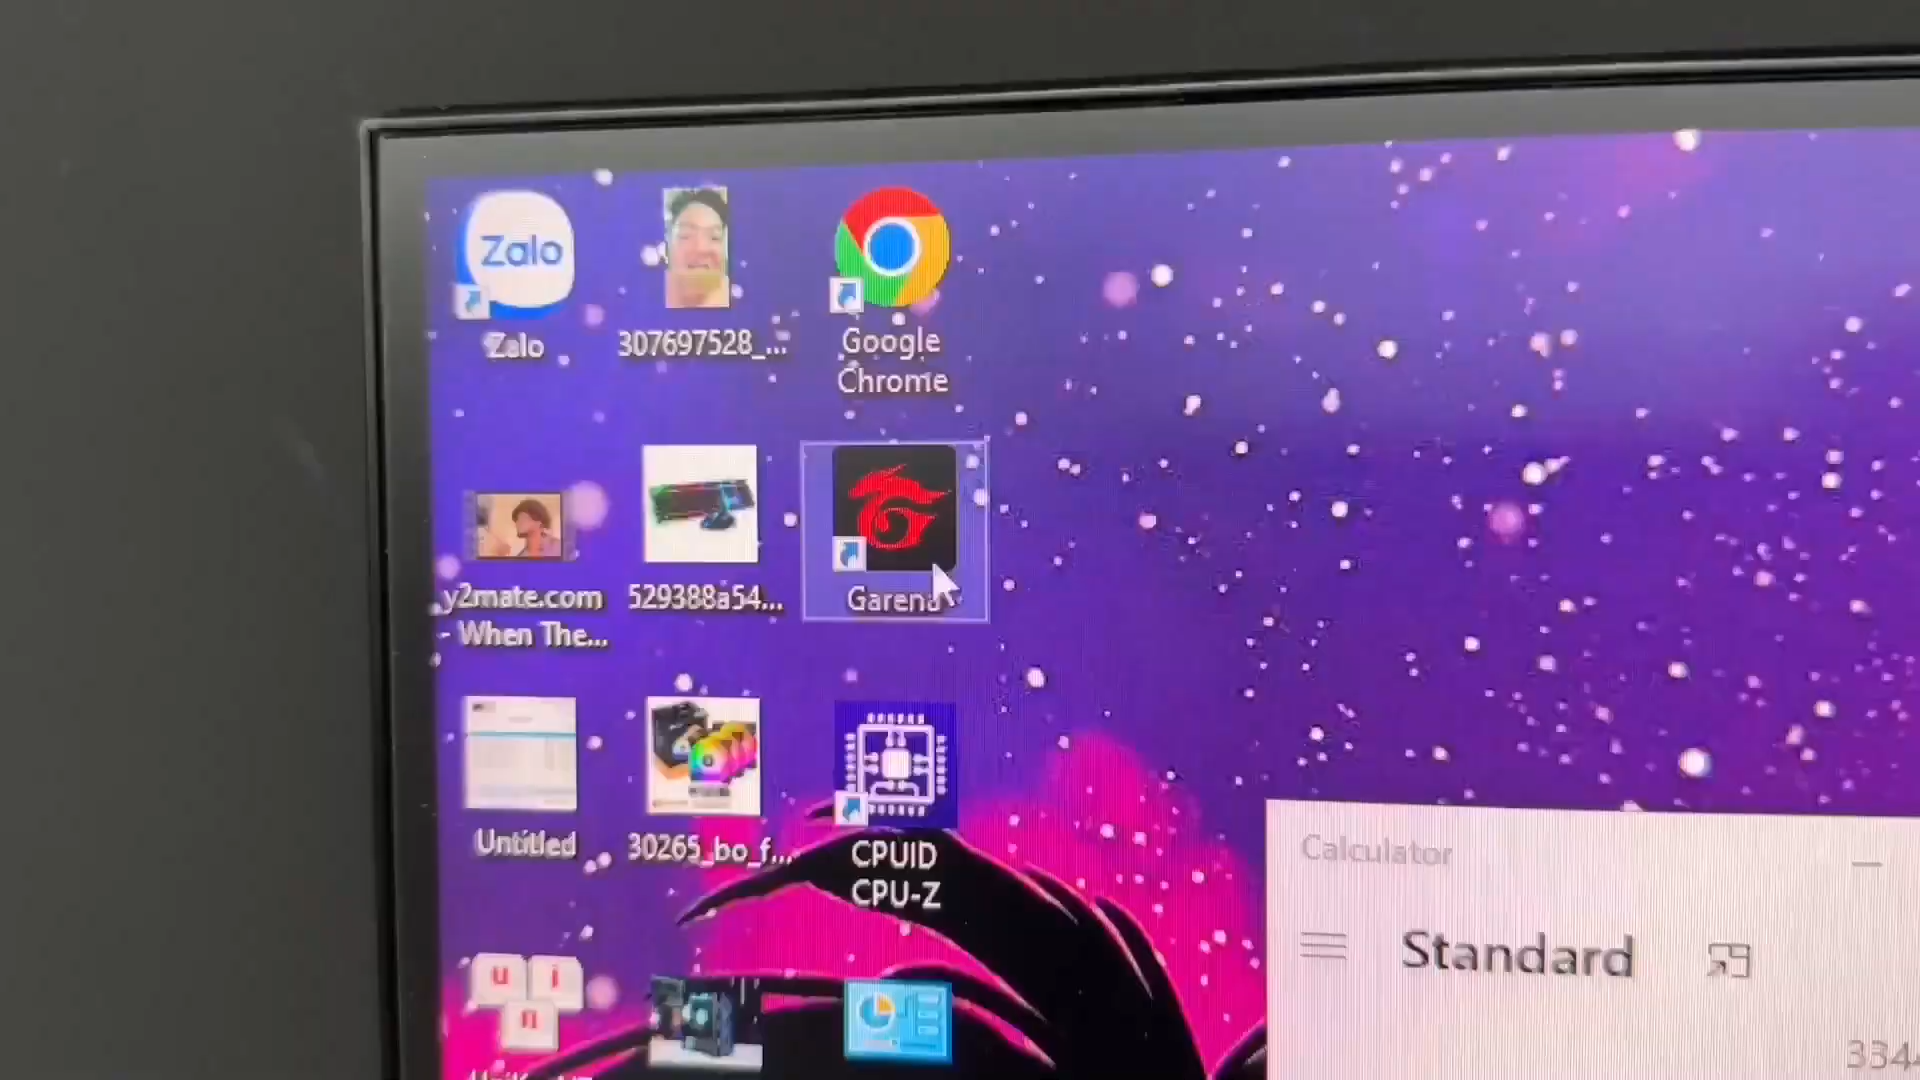 Zalo
Zalo
307697528_...
Google
Chrome
y2mate.com
- When The...
529388a54...
Garena
Untitled
30265_bo_f...
CPUID
CPU-Z
Calculator
Standard
u i
n